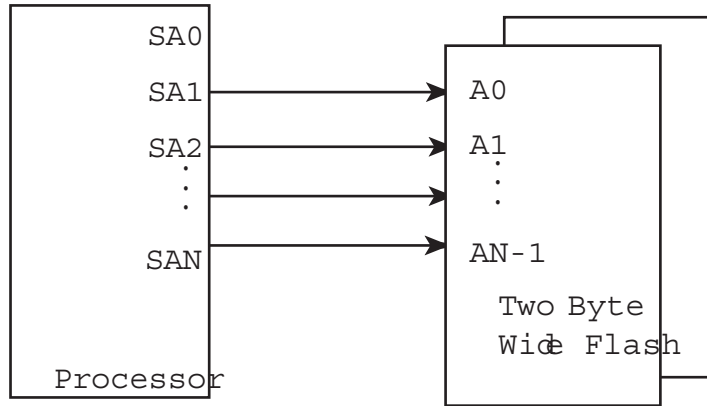 SA0
SA1
SA2
SAN
Processor
A0
A1
AN-1
Two Byte
Wide Flash